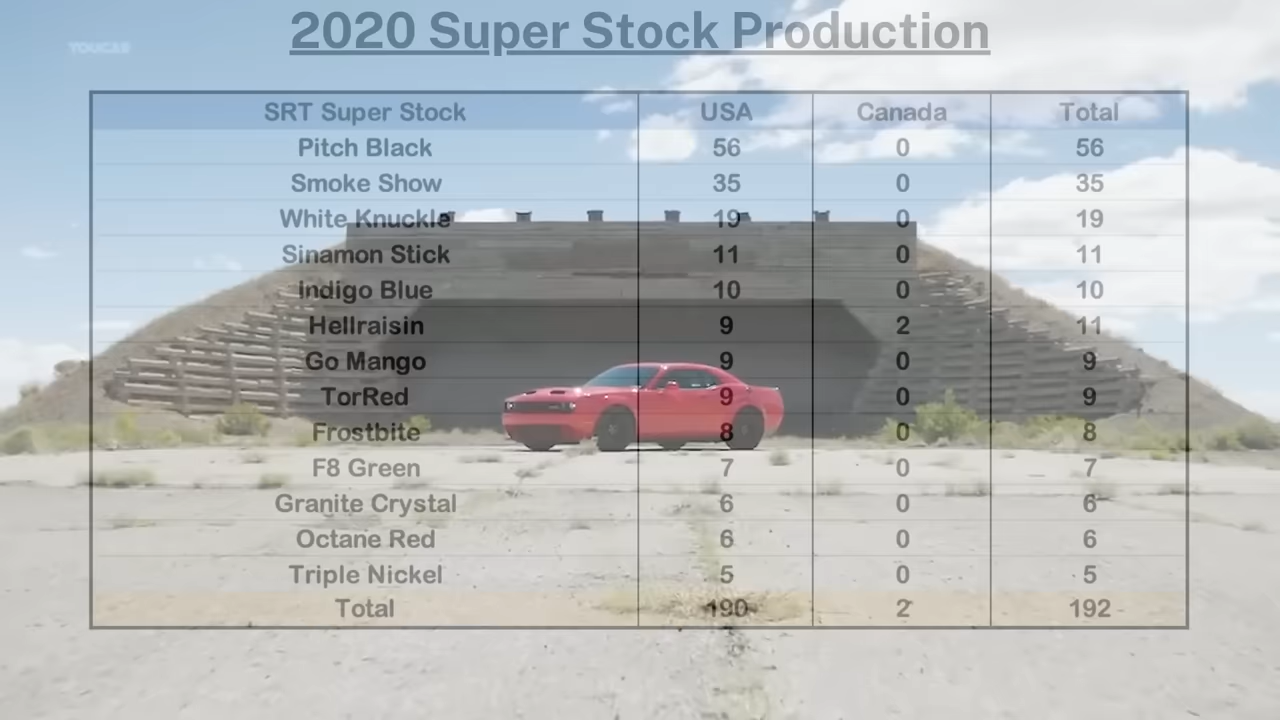 2020 Super Stock Production
SRT Super Stock USA Canada Total
Pitch Black 56 0 56
Smoke Show 35 0 35
White Knuckle 19 0 19
Sinamon Stick 11 0 11
Indigo Blue 10 0 10
Hellraisin 9 2 11
Go Mango 9 0 9
TorRed 9 0 9
Frostbite 8 0 8
F8 Green 7 0 7
Granite Crystal 6 0 6
Octane Red 6 0 6
Triple Nickel 5 0 5
Total 190 2 192